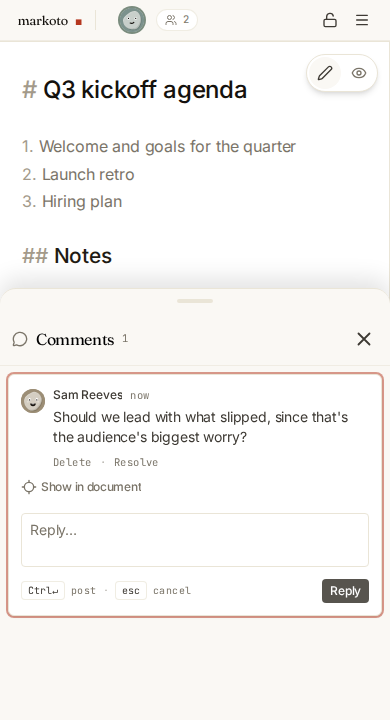 markoto
2
# Q3 kickoff agenda
1. Welcome and goals for the quarter
2. Launch retro
3. Hiring plan
## Notes
Comments 1
Sam Reeves now
Should we lead with what slipped, since that's
the audience's biggest worry?
Delete · Resolve
Show in document
Reply...
Ctrl↵ post · esc cancel
Reply